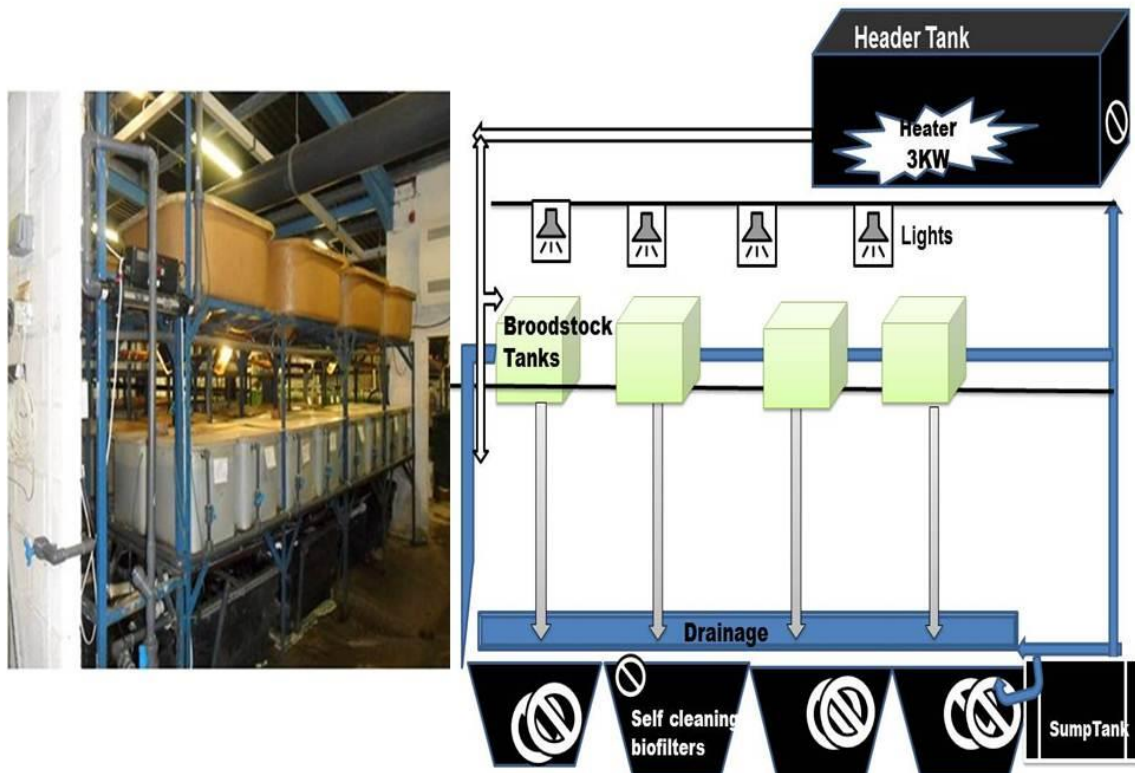 Header Tank
Heater
3KW
Lights
Broodstock
Tanks
Drainage
Self cleaning
biofilters
SumpTank